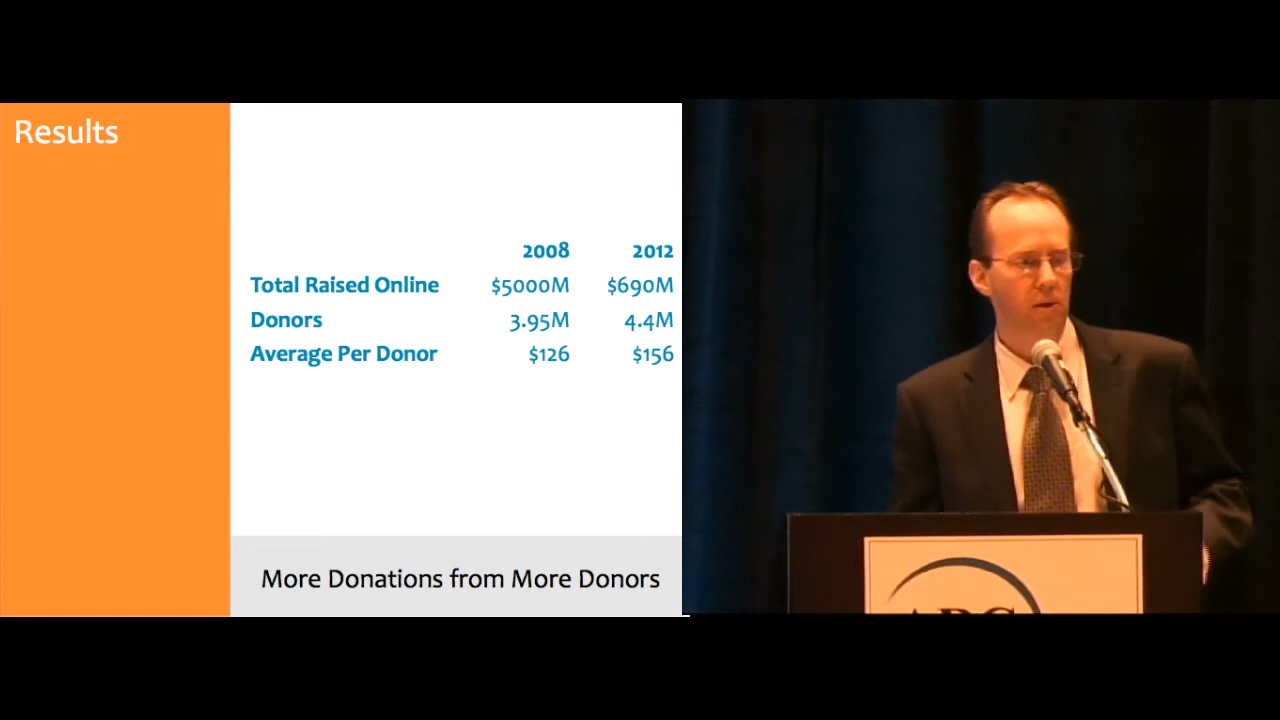 Results
2008 2012
Total Raised Online $5000M $690M
Donors 3.95M 4.4M
Average Per Donor $126 $156
More Donations from More Donors